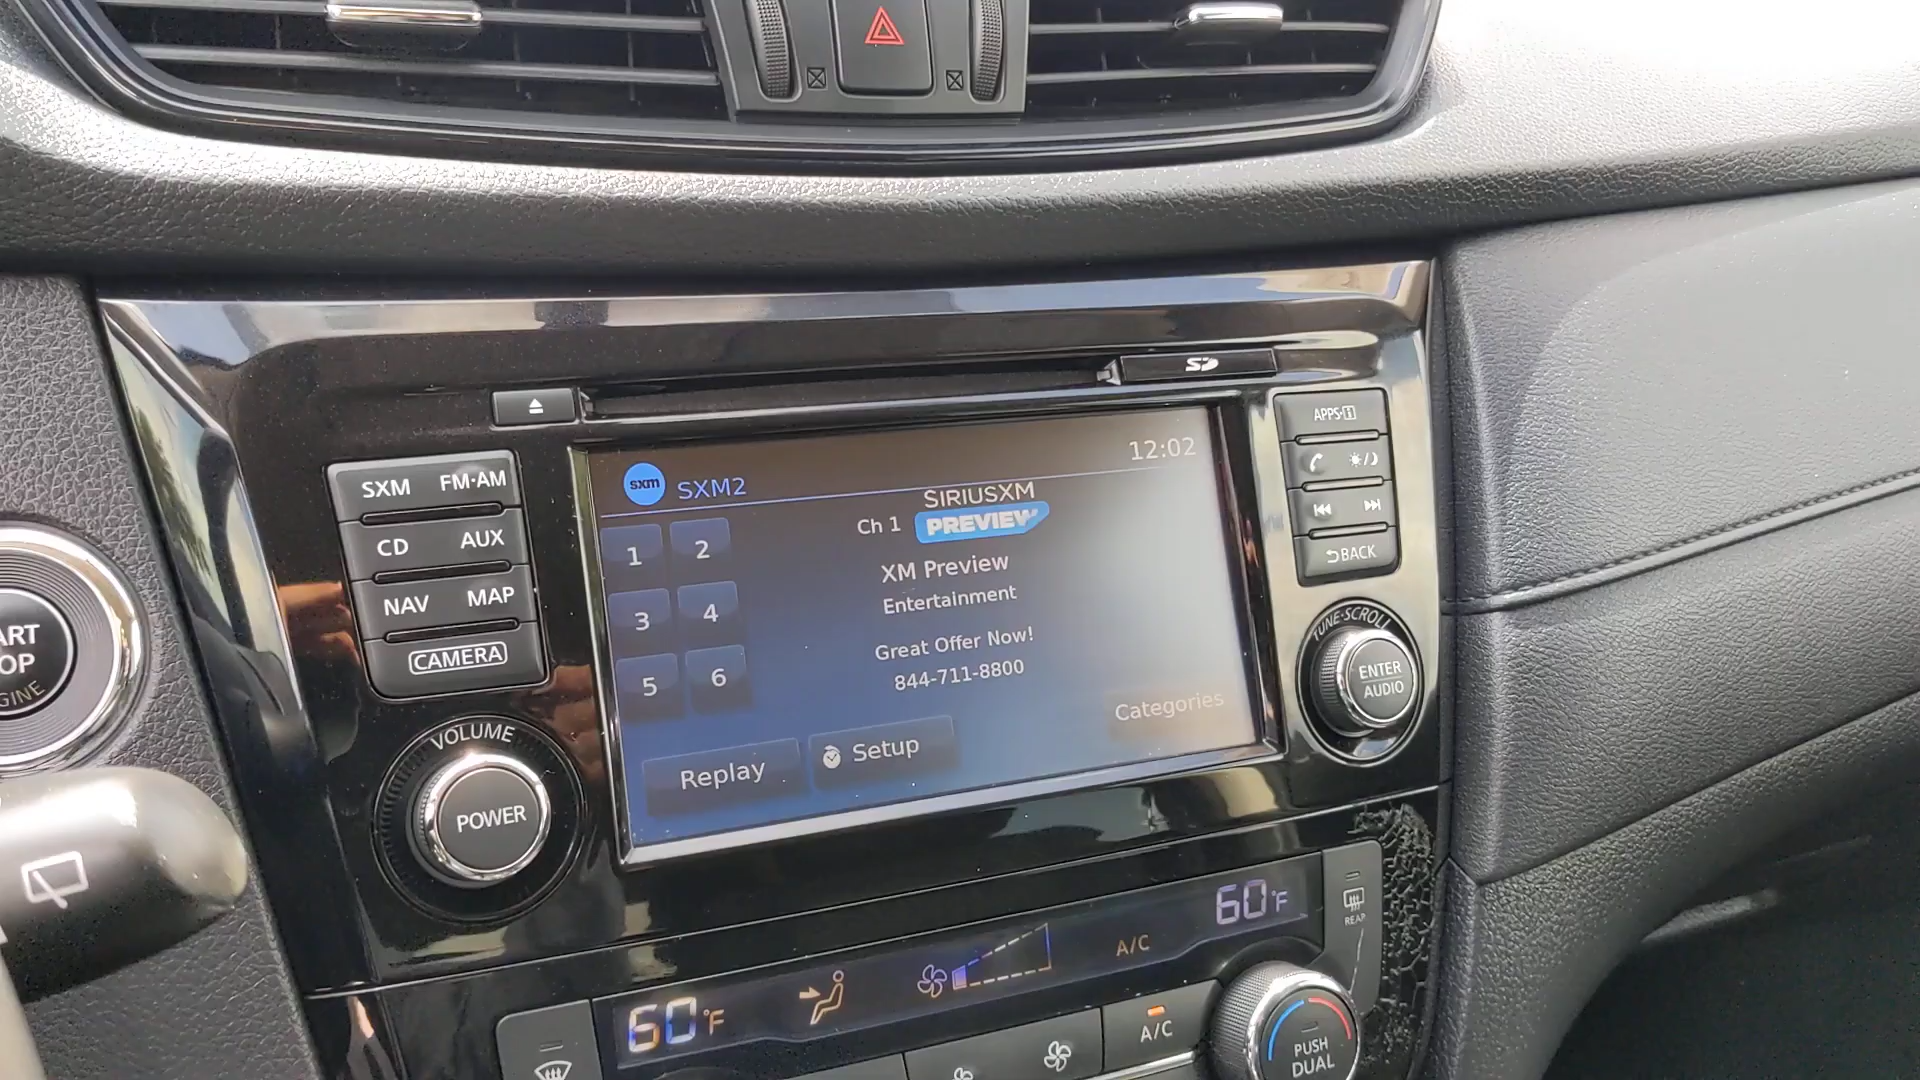 SD
APPS·i
12:02
sxm SXM2
SIRIUSXM
SXM FM·AM
Ch 1 PREVIEW
1 2
CD AUX
BACK
XM Preview
NAV MAP
Entertainment
3 4
TUNE·SCROLL
Great Offer Now!
CAMERA
844-711-8800
5 6
ENTER
AUDIO
Categories
VOLUME
Setup
Replay
POWER
60°F
REAR
A/C
60°F
A/C
PUSH
DUAL